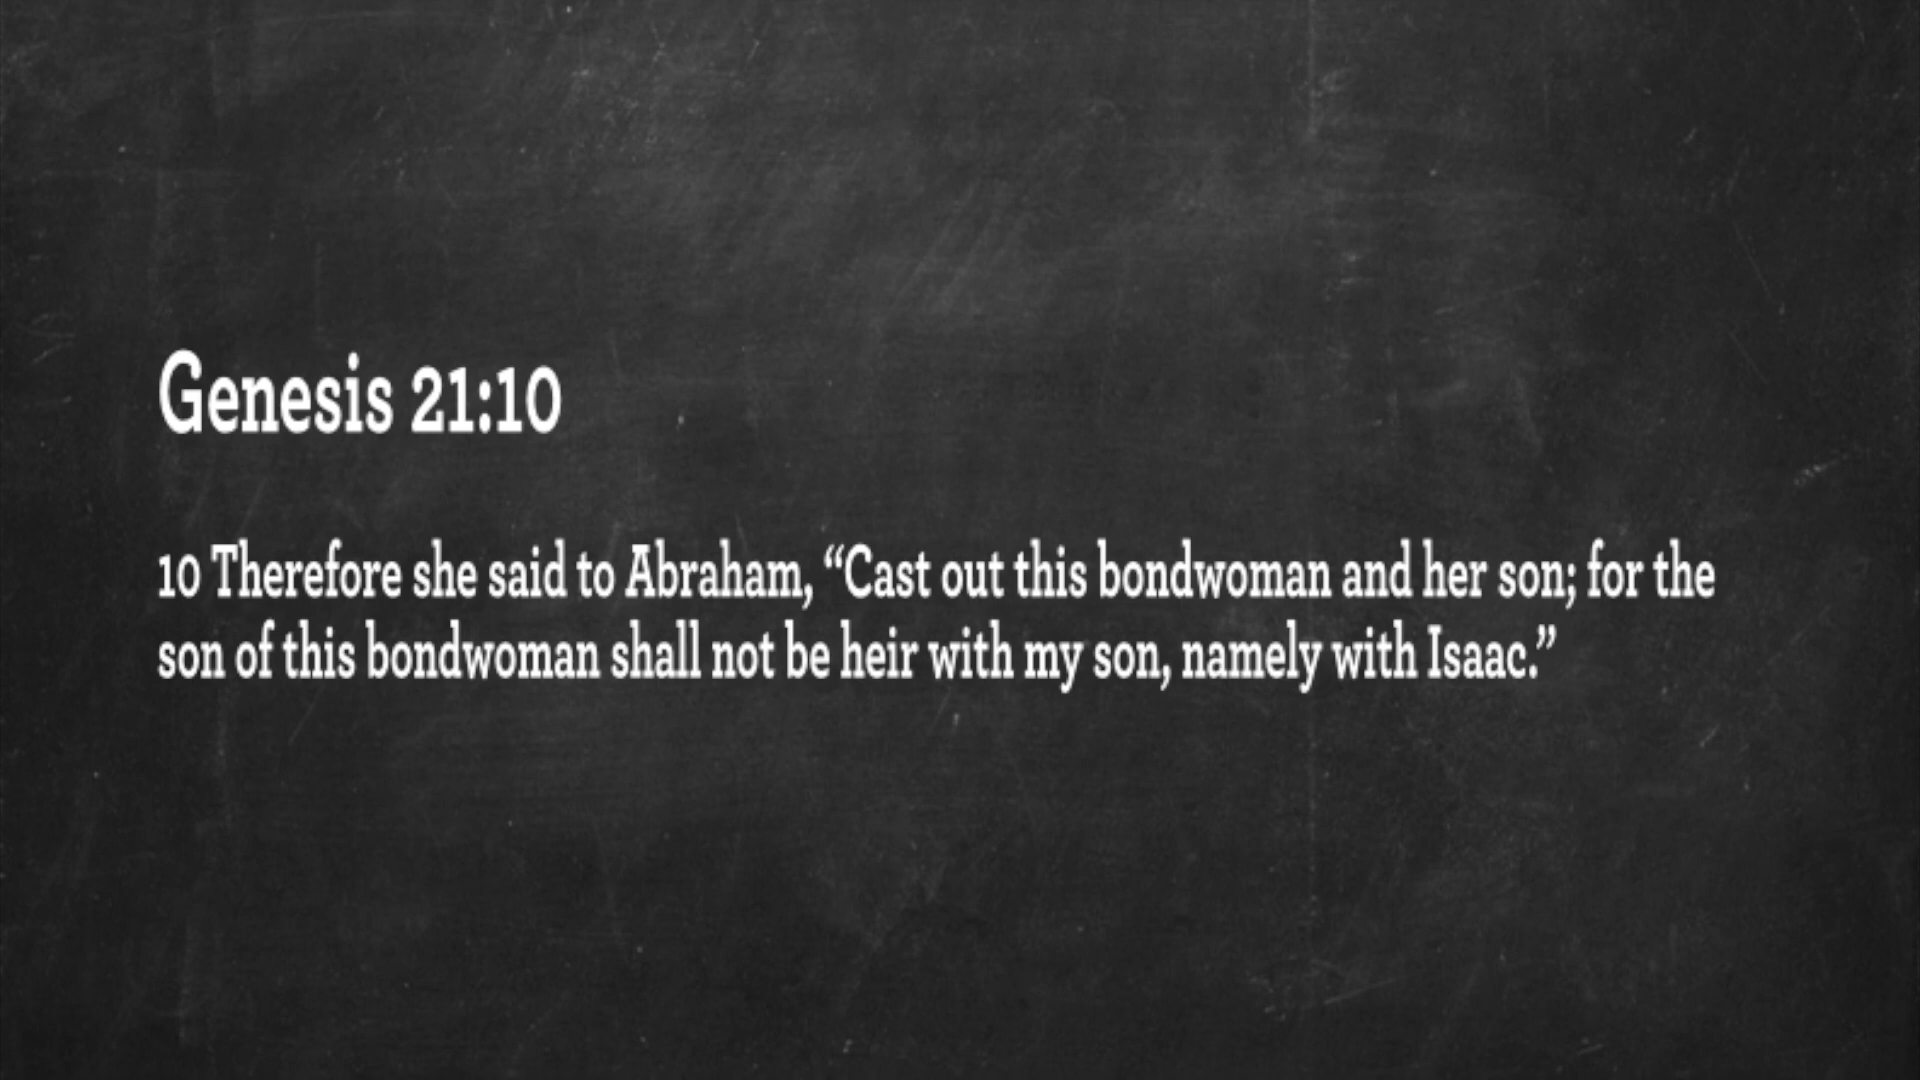 Genesis 21:10
10 Therefore she said to Abraham, “Cast out this bondwoman and her son; for the
son of this bondwoman shall not be heir with my son, namely with Isaac.”